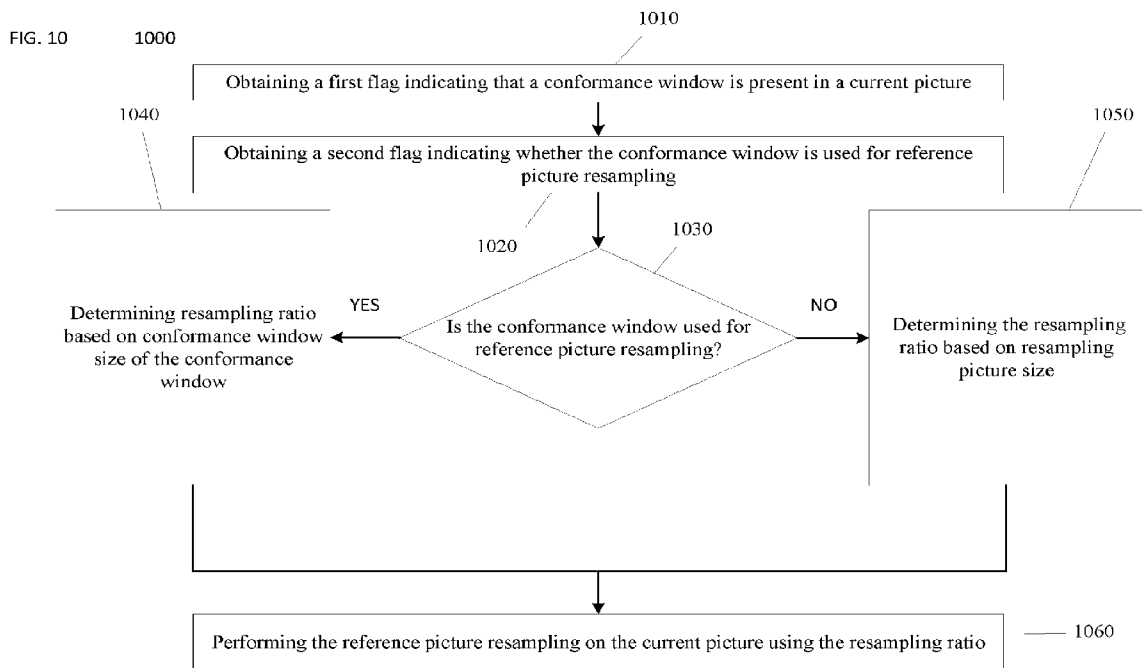 FIG. 10 1000
1010
Obtaining a first flag indicating that a conformance window is present in a current picture
1040
1050
Obtaining a second flag indicating whether the conformance window is used for reference
picture resampling
1020
1030
YES
NO
Determining resampling ratio
based on conformance window
size of the conformance
window
Is the conformance window used for
reference picture resampling?
Determining the resampling
ratio based on resampling
picture size
Performing the reference picture resampling on the current picture using the resampling ratio
1060